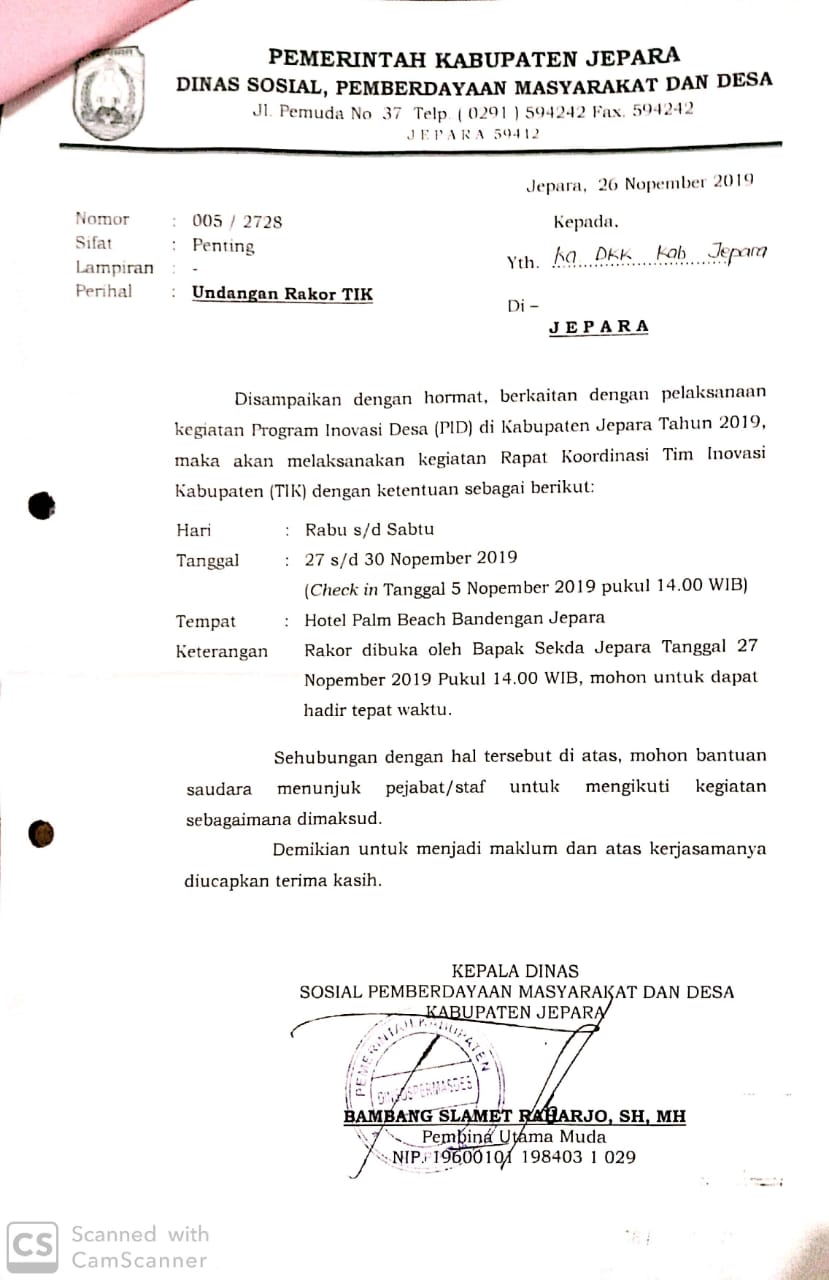 PEMERINTAH KABUPATEN JEPARA
DINAS SOSIAL, PEMBERDAYAAN MASYARAKAT DAN DESA
Jl. Pemuda No 37 Telp. ( 0291 ) 594242 Fax. 594242
JEPARA 59412
Jepara, 26 Nopember 2019
Nomor : 005 / 2728
Sifat : Penting
Lampiran : -
Perihal : Undangan Rakor TIK
Kepada,
Yth. Ka DKK Kab Jepara
Di –
JEPARA
Disampaikan dengan hormat, berkaitan dengan pelaksanaan
kegiatan Program Inovasi Desa (PID) di Kabupaten Jepara Tahun 2019,
maka akan melaksanakan kegiatan Rapat Koordinasi Tim Inovasi
Kabupaten (TIK) dengan ketentuan sebagai berikut:
Hari : Rabu s/d Sabtu
Tanggal : 27 s/d 30 Nopember 2019
(Check in Tanggal 5 Nopember 2019 pukul 14.00 WIB)
Tempat : Hotel Palm Beach Bandengan Jepara
Keterangan Rakor dibuka oleh Bapak Sekda Jepara Tanggal 27
Nopember 2019 Pukul 14.00 WIB, mohon untuk dapat
hadir tepat waktu.
Sehubungan dengan hal tersebut di atas, mohon bantuan
saudara menunjuk pejabat/staf untuk mengikuti kegiatan
sebagaimana dimaksud.
Demikian untuk menjadi maklum dan atas kerjasamanya
diucapkan terima kasih.
KEPALA DINAS
SOSIAL PEMBERDAYAAN MASYARAKAT DAN DESA
KABUPATEN JEPARA
PEMERINTAH KABUPATEN
DINSOSPERMASDES
BAMBANG SLAMET RAHARJO, SH, MH
Pembina Utama Muda
NIP. 19600101 198403 1 029
CS Scanned with
CamScanner